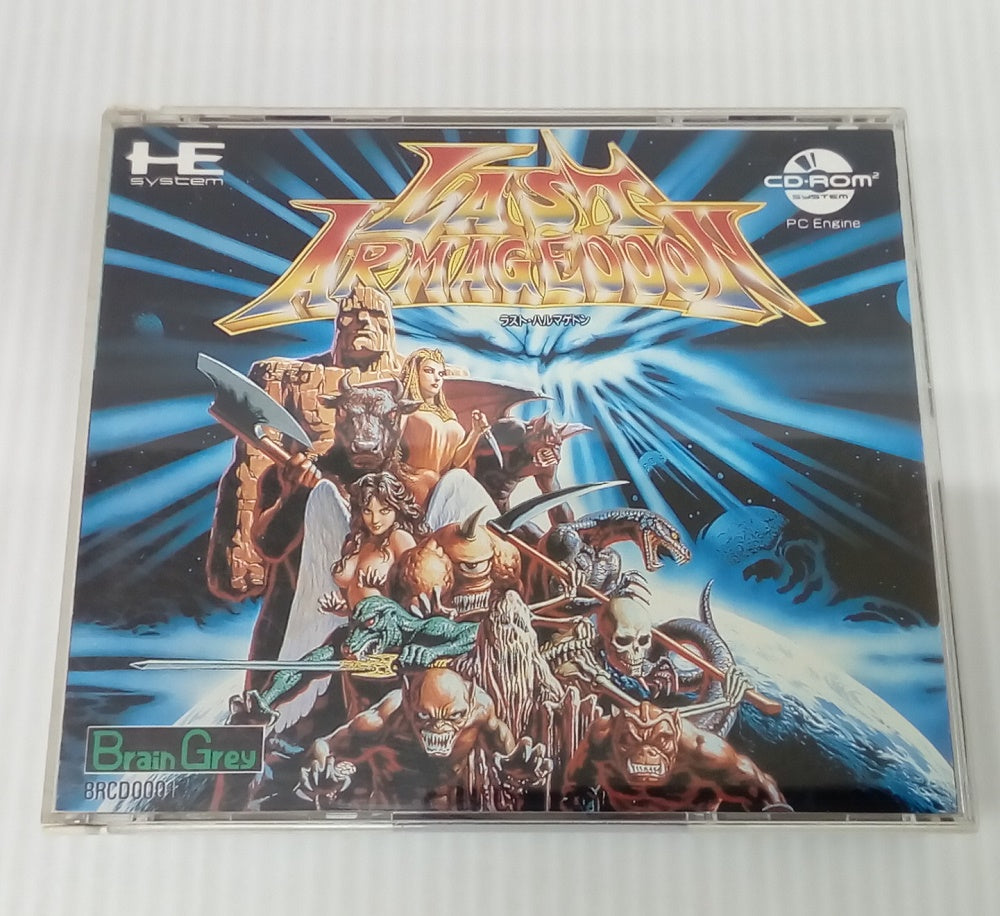 HE
system
LAST
ARMAGEDDON
ラスト・ハルマゲドン
CD-ROM²
SYSTEM
PC Engine
Brain Grey
BRCD0001